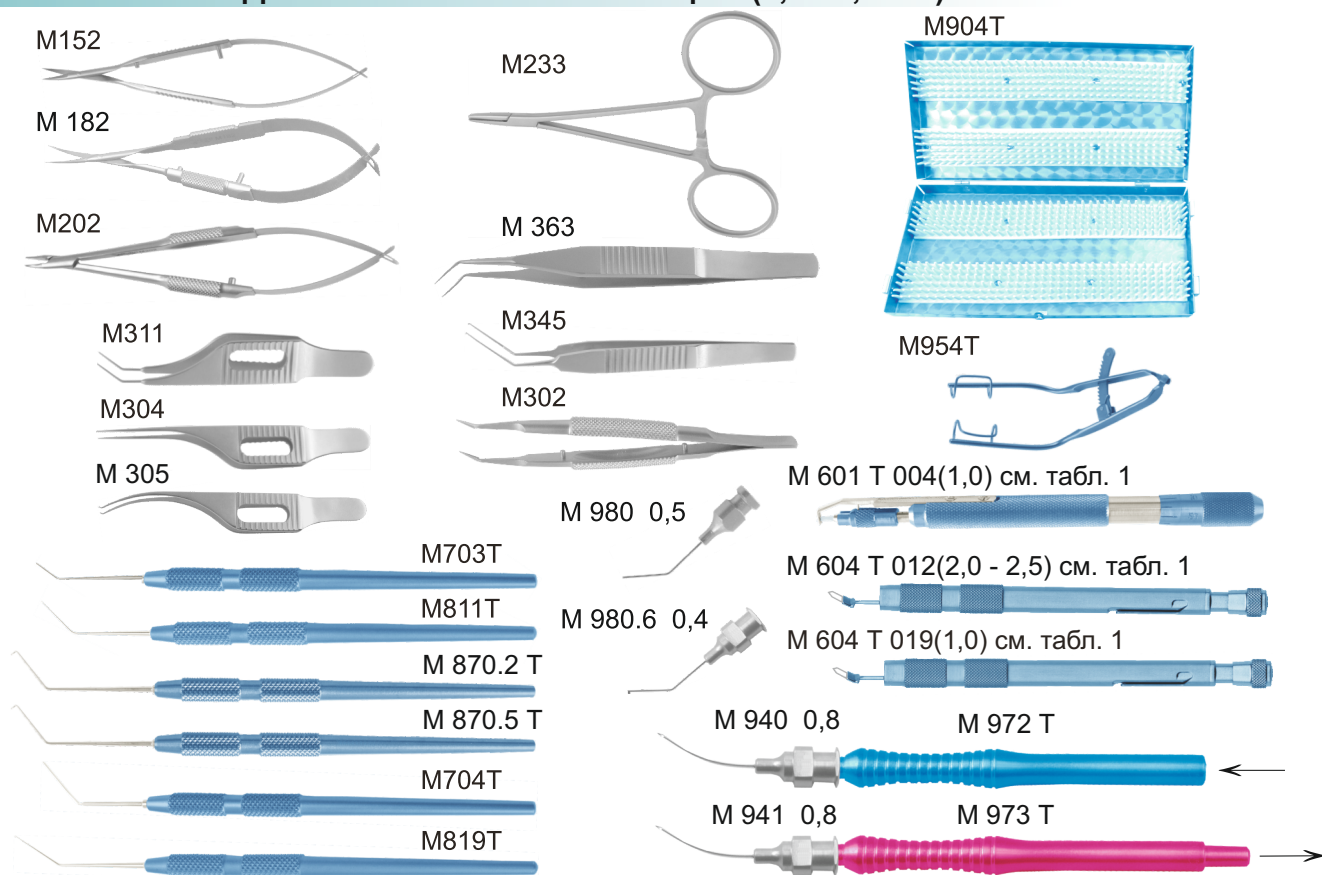 M152
M 182
M202
M311
M304
M 305
M233
M 363
M345
M302
M904T
M954T
M 601 T 004(1,0) см. табл. 1
M 980 0,5
M 604 T 012(2,0 - 2,5) см. табл. 1
M 980.6 0,4
M 604 T 019(1,0) см. табл. 1
M703T
M811T
M 870.2 T
M 870.5 T
M704T
M819T
M 940 0,8
M 972 T
M 941 0,8
M 973 T